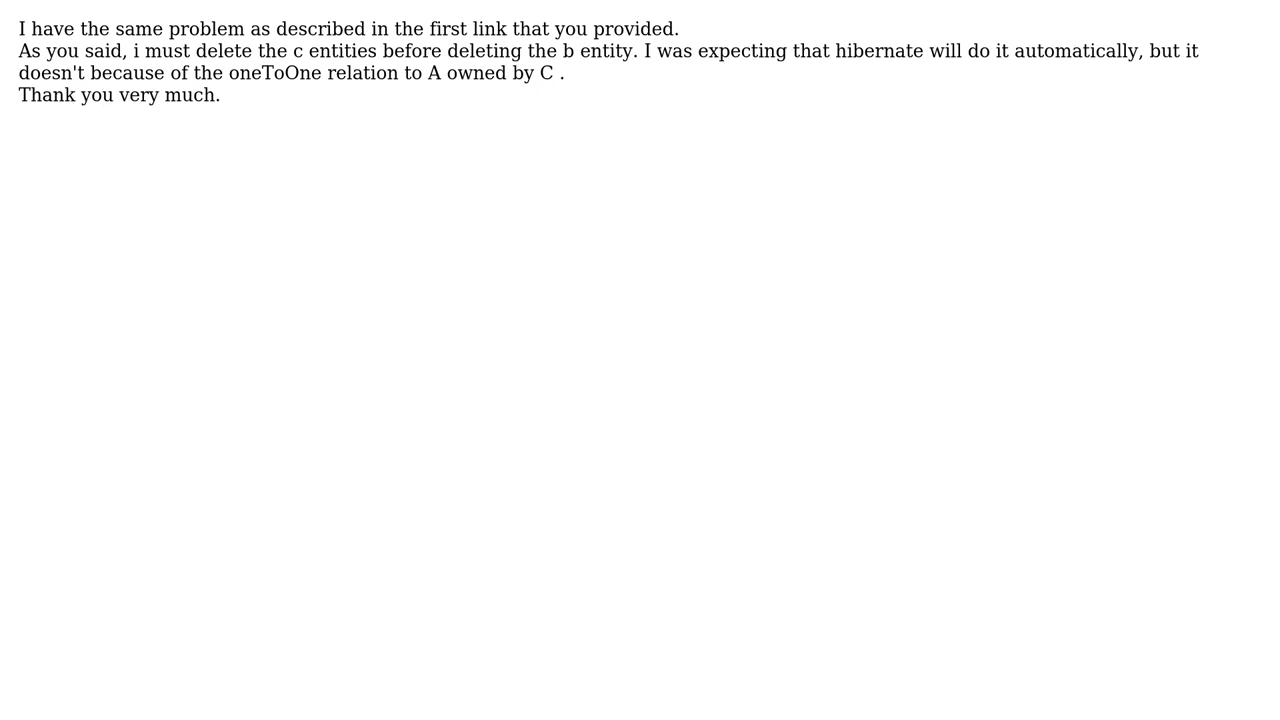 I have the same problem as described in the first link that you provided.
As you said, i must delete the c entities before deleting the b entity. I was expecting that hibernate will do it automatically, but it
doesn't because of the oneToOne relation to A owned by C .
Thank you very much.